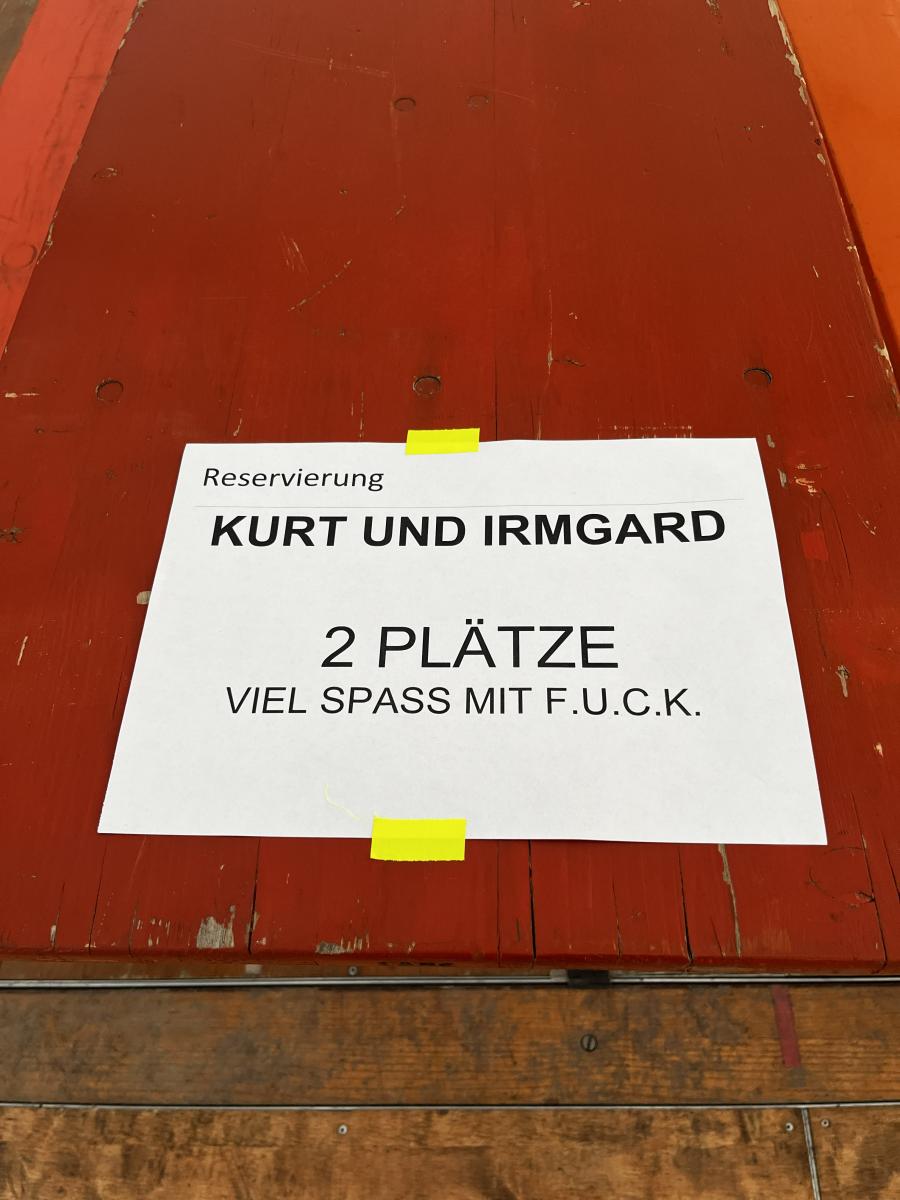 Reservierung
KURT UND IRMGARD
2 PLÄTZE
VIEL SPASS MIT F.U.C.K.